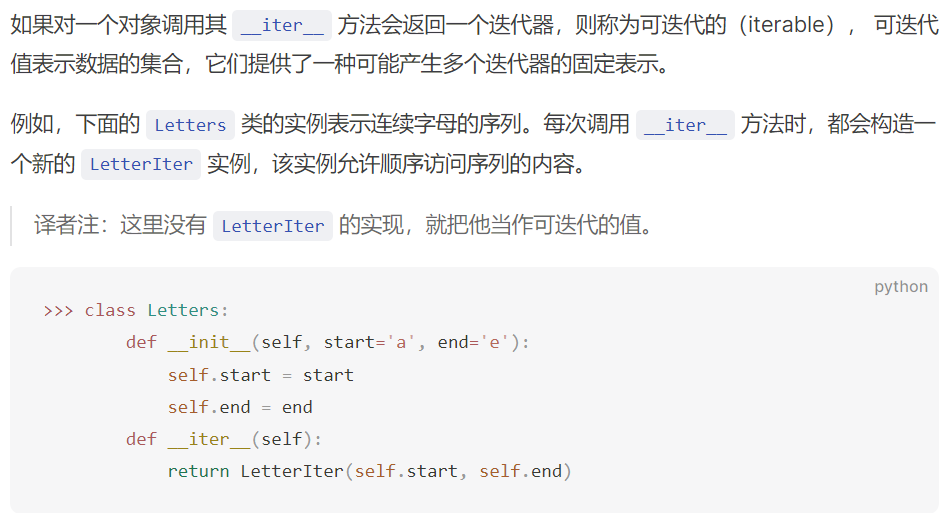 如果对一个对象调用其 __iter__ 方法会返回一个迭代器，则称为可迭代的（iterable）， 可迭代
值表示数据的集合，它们提供了一种可能产生多个迭代器的固定表示。
例如，下面的 Letters 类的实例表示连续字母的序列。每次调用 __iter__ 方法时，都会构造一
个新的 LetterIter 实例，该实例允许顺序访问序列的内容。
译者注：这里没有 LetterIter 的实现，就把他当作可迭代的值。
python
>>> class Letters:
        def __init__(self, start='a', end='e'):
            self.start = start
            self.end = end
        def __iter__(self):
            return LetterIter(self.start, self.end)